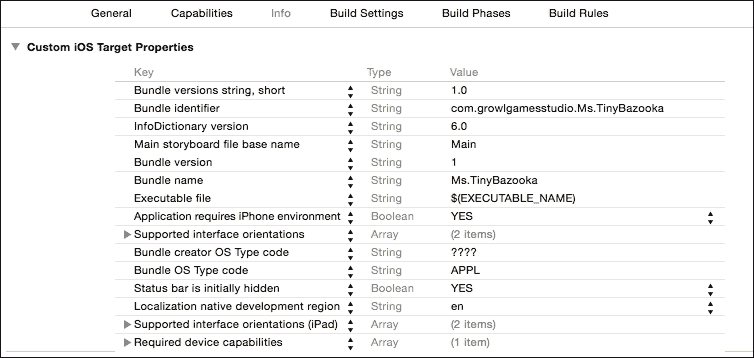 General Capabilities Info Build Settings Build Phases Build Rules
Custom iOS Target Properties
Key Type Value
Bundle versions string, short String 1.0
Bundle identifier String com.growlgamesstudio.Ms.TinyBazooka
InfoDictionary version String 6.0
Main storyboard file base name String Main
Bundle version String 1
Bundle name String Ms.TinyBazooka
Executable file String $(EXECUTABLE_NAME)
Application requires iPhone environment Boolean YES
Supported interface orientations Array (2 items)
Bundle creator OS Type code String ????
Bundle OS Type code String APPL
Status bar is initially hidden Boolean YES
Localization native development region String en
Supported interface orientations (iPad) Array (2 items)
Required device capabilities Array (1 item)